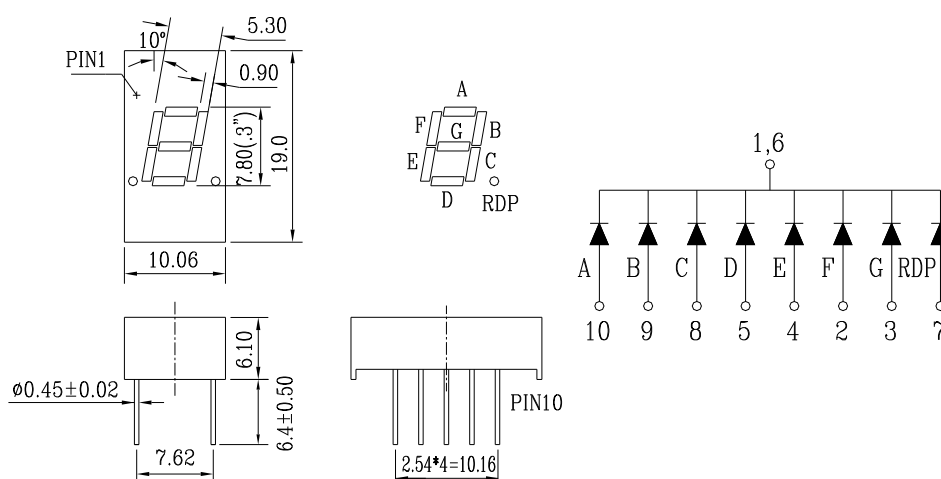 5.30
10°
PIN1
0.90
7.80(.3")
19.0
10.06
A
F
B
G
E
C
D
RDP
1,6
A B C D E F G RDP
10 9 8 5 4 2 3 7
6.10
ø0.45±0.02
6.4±0.50
7.62
PIN10
2.54*4=10.16